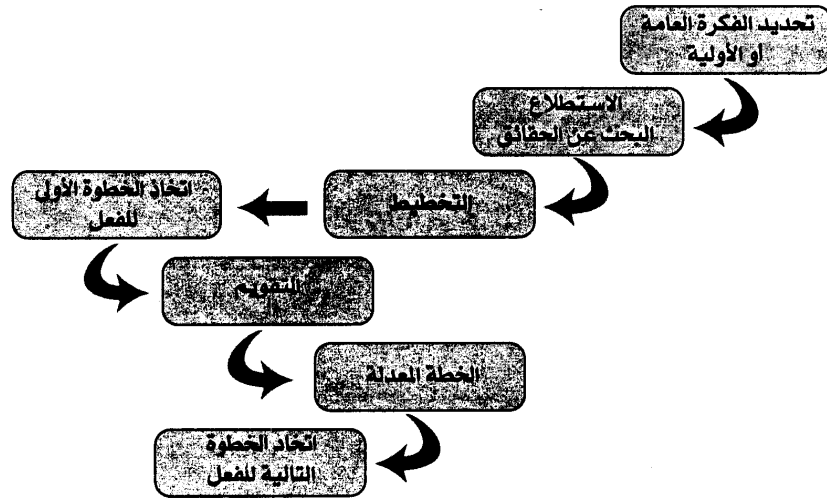 تحديد الفكرة العامة
أو الأولية
الاستطلاع
البحث عن الحقائق
التخطيط
اتخاذ الخطوة الأولى
للفعل
التقويم
الخطة المعدلة
اتخاذ الخطوة
التالية للفعل